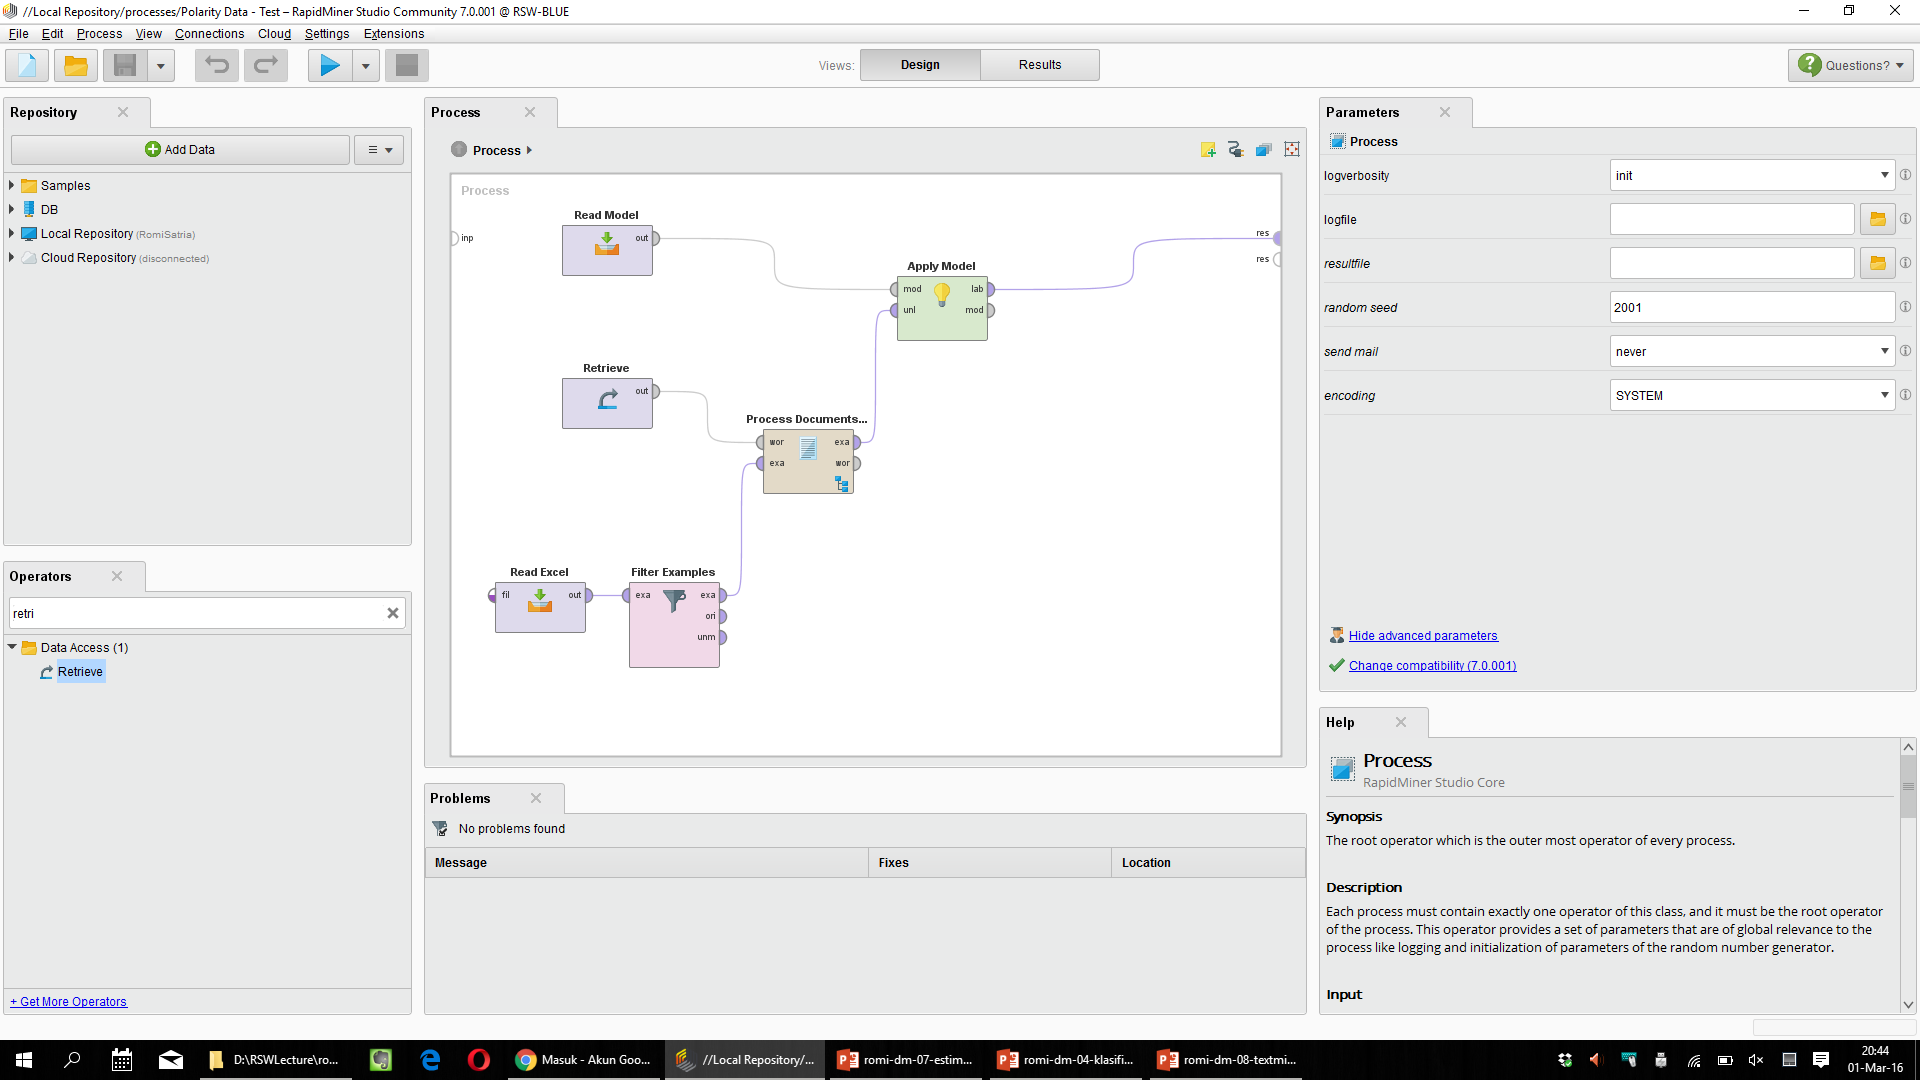 //Local Repository/processes/Polarity Data - Test – RapidMiner Studio Community 7.0.001 @ RSW-BLUE
File Edit Process View Connections Cloud Settings Extensions
Views: Design Results
Questions?
Repository
Add Data
Samples
DB
Local Repository (RomiSatria)
Cloud Repository (disconnected)
Operators
retri
Data Access (1)
Retrieve
+ Get More Operators
Process
Process
Process
inp
Read Model
out
Apply Model
mod lab
unl mod
res
res
Retrieve
out
Process Documents...
wor exa
exa wor
Read Excel
fil out
Filter Examples
exa exa
ori
unm
Problems
No problems found
Message Fixes Location
Parameters
Process
logverbosity init
logfile
resultfile
random seed 2001
send mail never
encoding SYSTEM
Hide advanced parameters
Change compatibility (7.0.001)
Help
Process
RapidMiner Studio Core
Synopsis
The root operator which is the outer most operator of every process.
Description
Each process must contain exactly one operator of this class, and it must be the root operator
of the process. This operator provides a set of parameters that are of global relevance to the
process like logging and initialization of parameters of the random number generator.
Input
D:\RSWLecture\ro...
Masuk - Akun Goo...
//Local Repository/...
romi-dm-07-estim...
romi-dm-04-klasifi...
romi-dm-08-textmi...
20:44
01-Mar-16